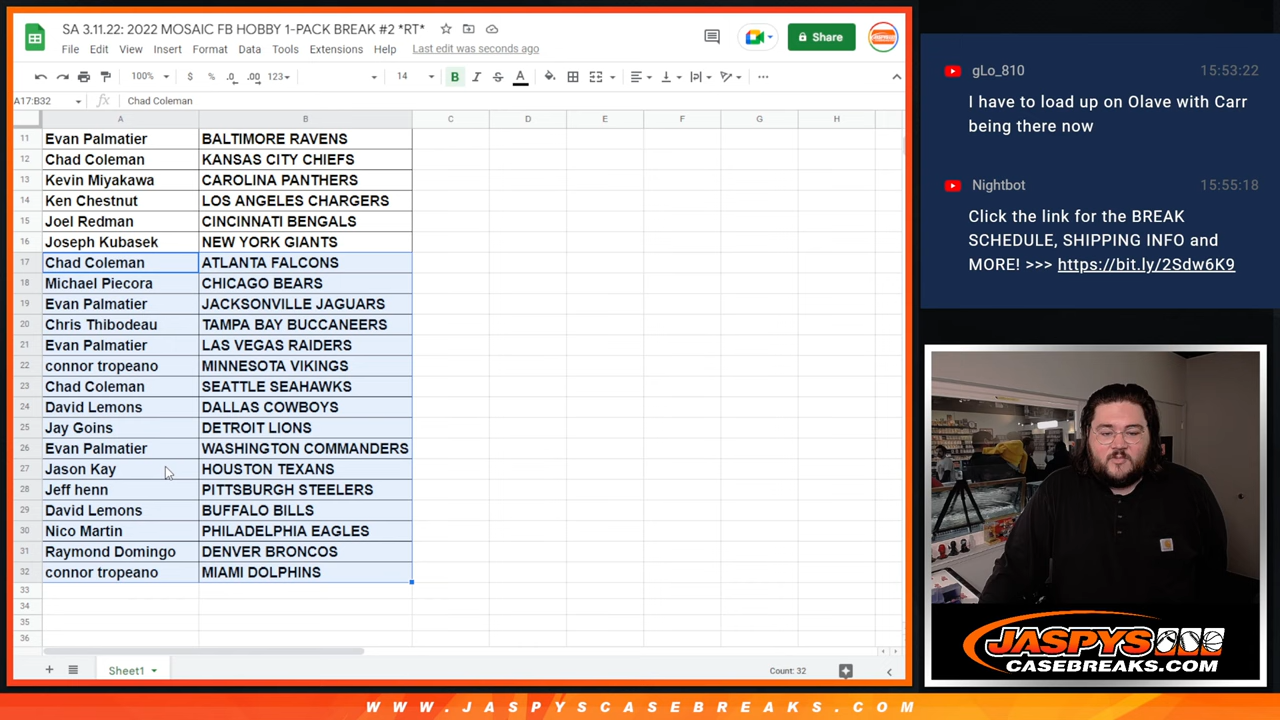 SA 3.11.22: 2022 MOSAIC FB HOBBY 1-PACK BREAK #2 *RT*
File Edit View Insert Format Data Tools Extensions Help Last edit was seconds ago
Share
100% $ % .0 .00 123 14 B I S A
A17:B32 fx Chad Coleman
A B C D E F G H
11 Evan Palmatier BALTIMORE RAVENS
12 Chad Coleman KANSAS CITY CHIEFS
13 Kevin Miyakawa CAROLINA PANTHERS
14 Ken Chestnut LOS ANGELES CHARGERS
15 Joel Redman CINCINNATI BENGALS
16 Joseph Kubasek NEW YORK GIANTS
17 Chad Coleman ATLANTA FALCONS
18 Michael Piecora CHICAGO BEARS
19 Evan Palmatier JACKSONVILLE JAGUARS
20 Chris Thibodeau TAMPA BAY BUCCANEERS
21 Evan Palmatier LAS VEGAS RAIDERS
22 connor tropeano MINNESOTA VIKINGS
23 Chad Coleman SEATTLE SEAHAWKS
24 David Lemons DALLAS COWBOYS
25 Jay Goins DETROIT LIONS
26 Evan Palmatier WASHINGTON COMMANDERS
27 Jason Kay HOUSTON TEXANS
28 Jeff henn PITTSBURGH STEELERS
29 David Lemons BUFFALO BILLS
30 Nico Martin PHILADELPHIA EAGLES
31 Raymond Domingo DENVER BRONCOS
32 connor tropeano MIAMI DOLPHINS
33
34
35
36
Sheet1 Count: 32
gLo_810 15:53:22
I have to load up on Olave with Carr
being there now
Nightbot 15:55:18
Click the link for the BREAK
SCHEDULE, SHIPPING INFO and
MORE! >>> https://bit.ly/2Sdw6K9
JASPYS
CASEBREAKS.COM
WWW.JASPYSCASEBREAKS.COM